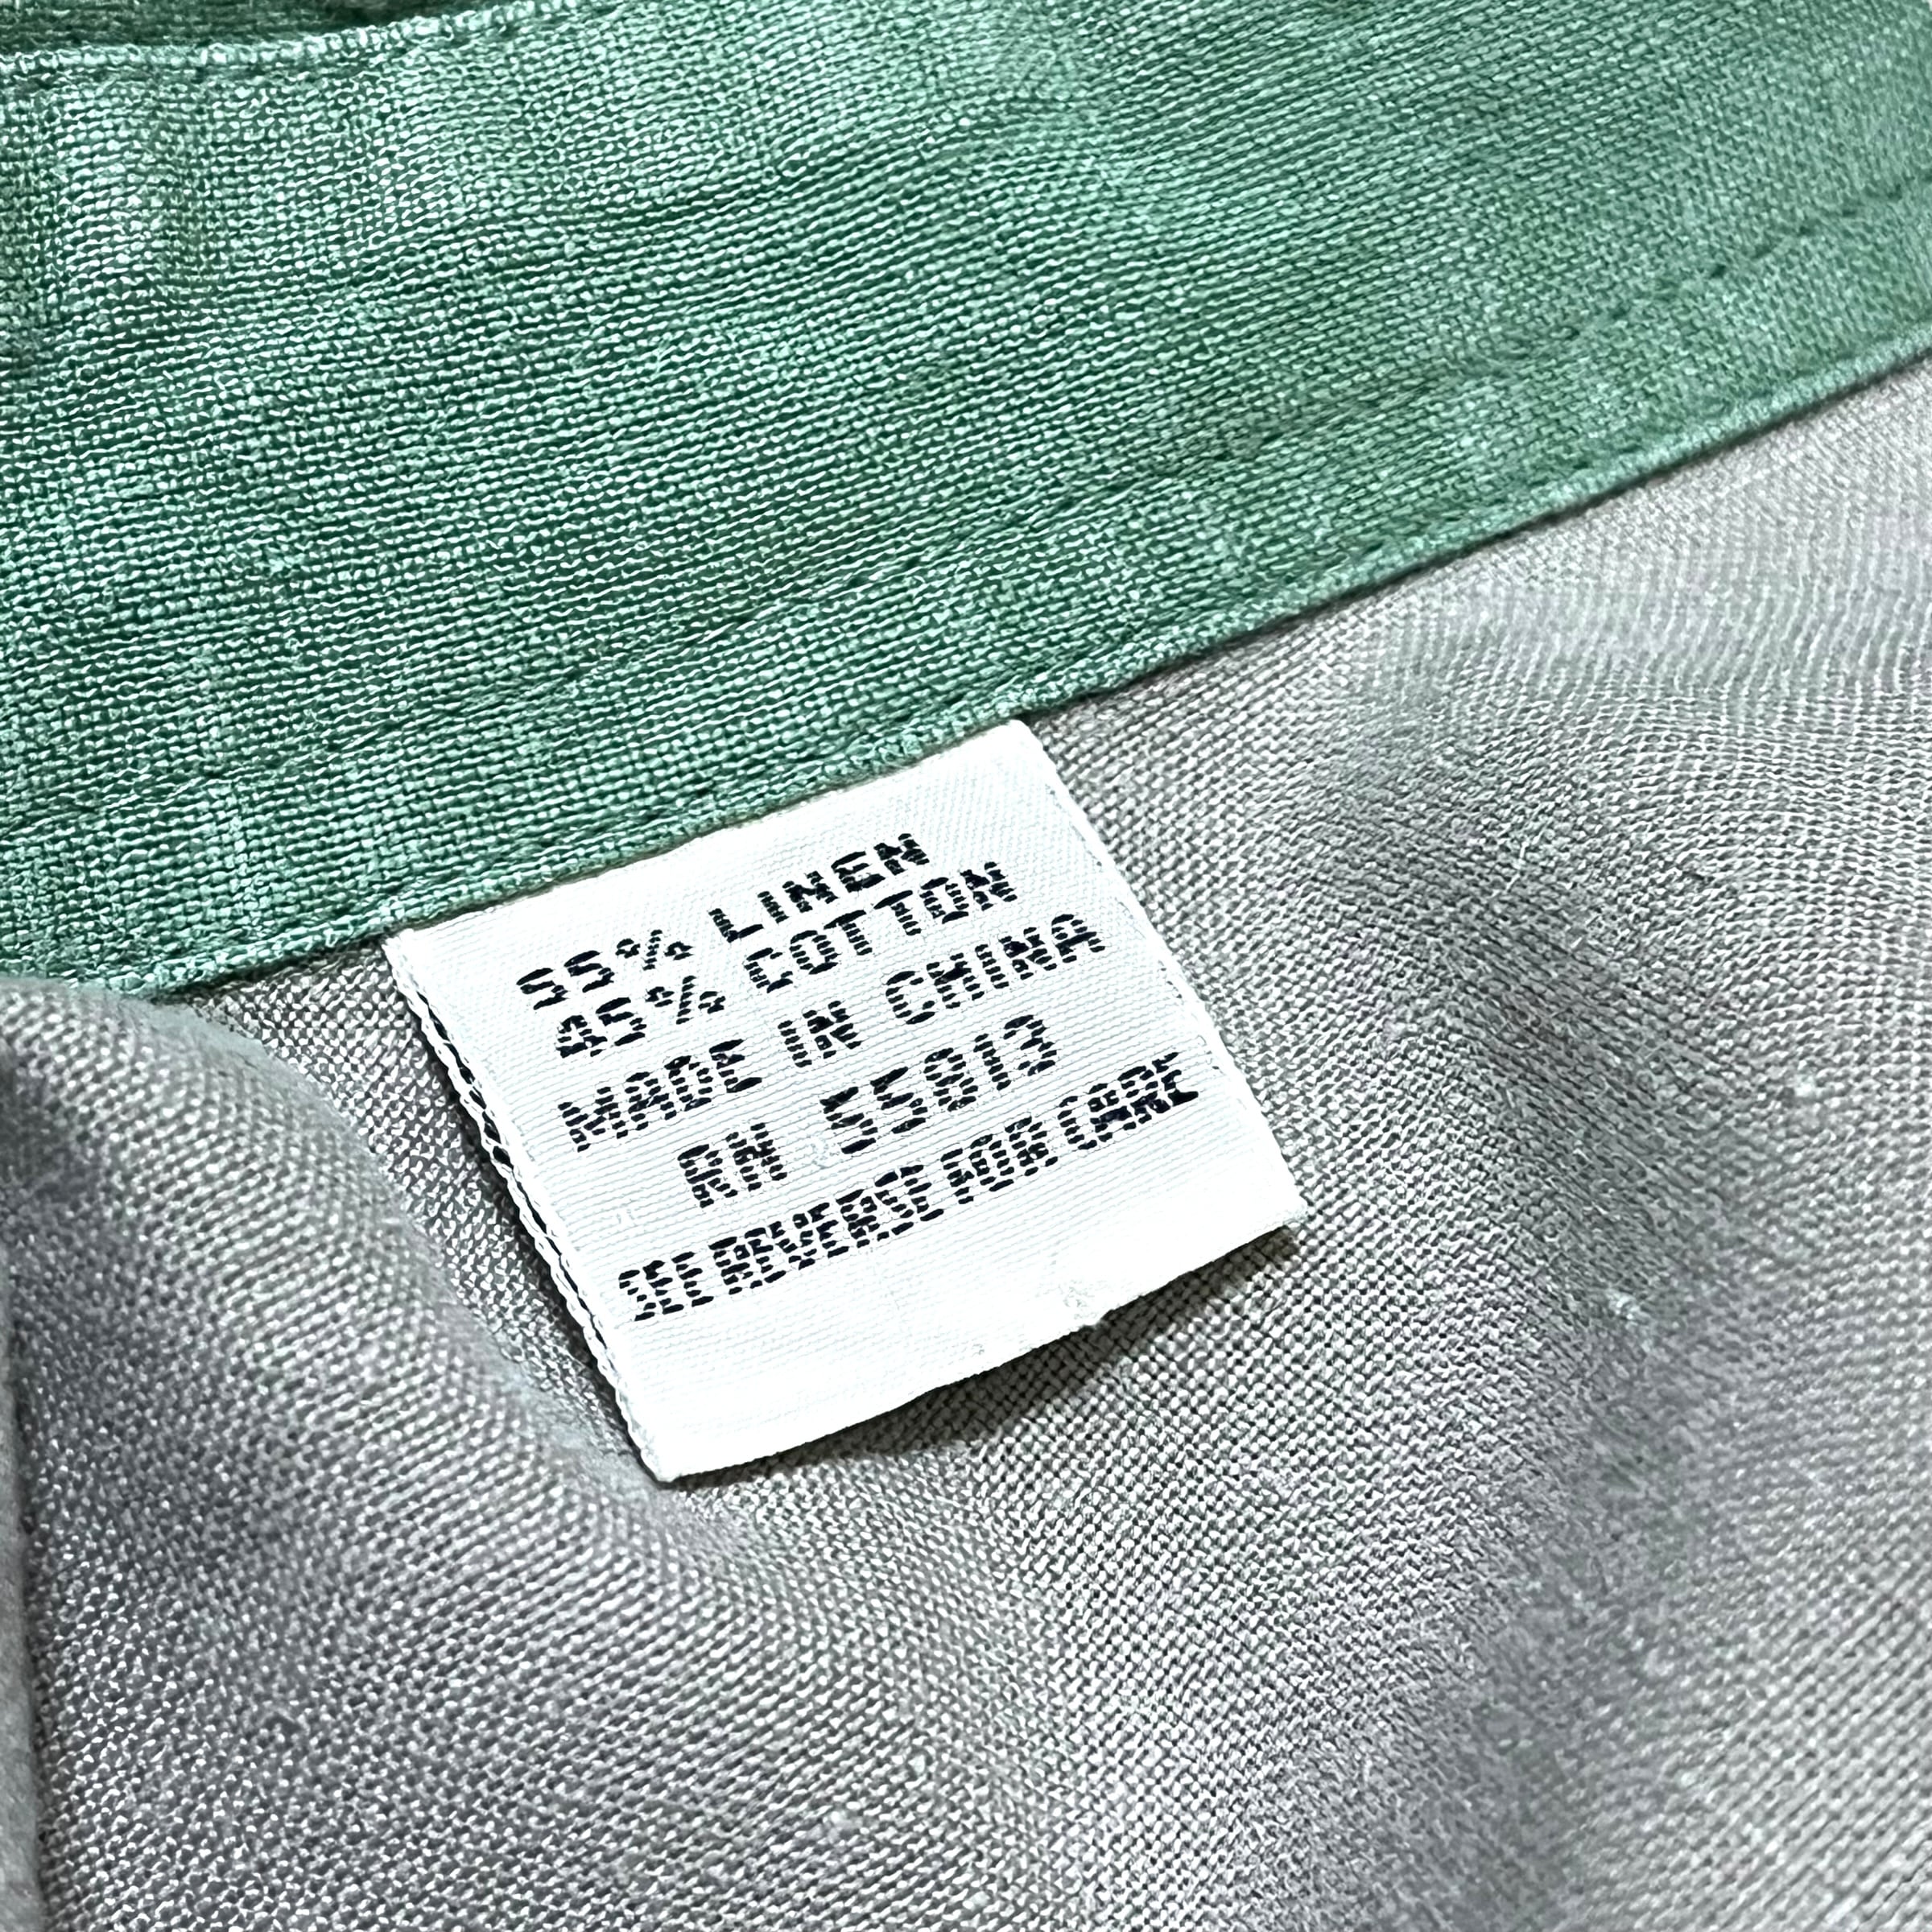 55% LINEN
45% COTTON
MADE IN CHINA
RN 55813
SEE REVERSE FOR CARE